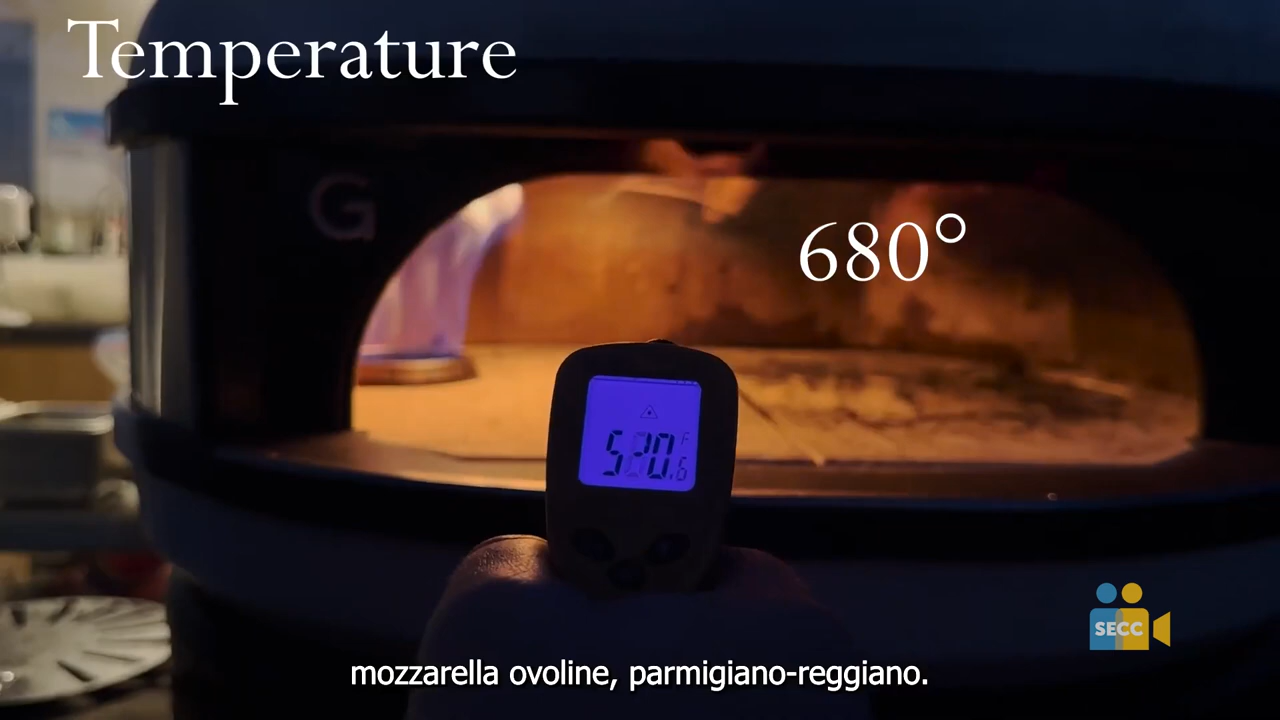 Temperature
G
680°
F
SECC
mozzarella ovoline, parmigiano-reggiano.